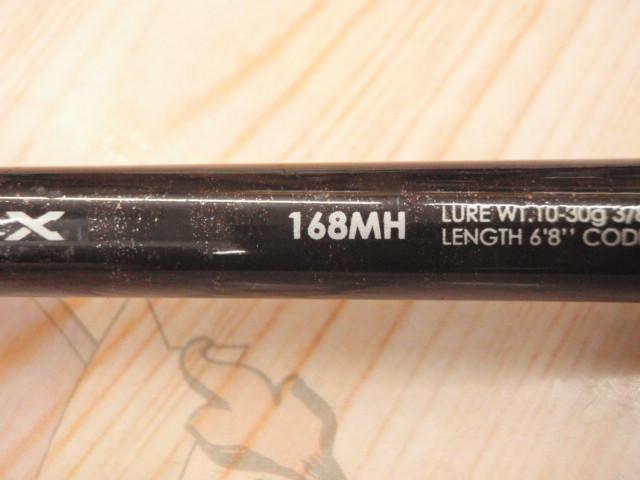 -X
168MH
LURE WT.10-30g
LENGTH 6'8''